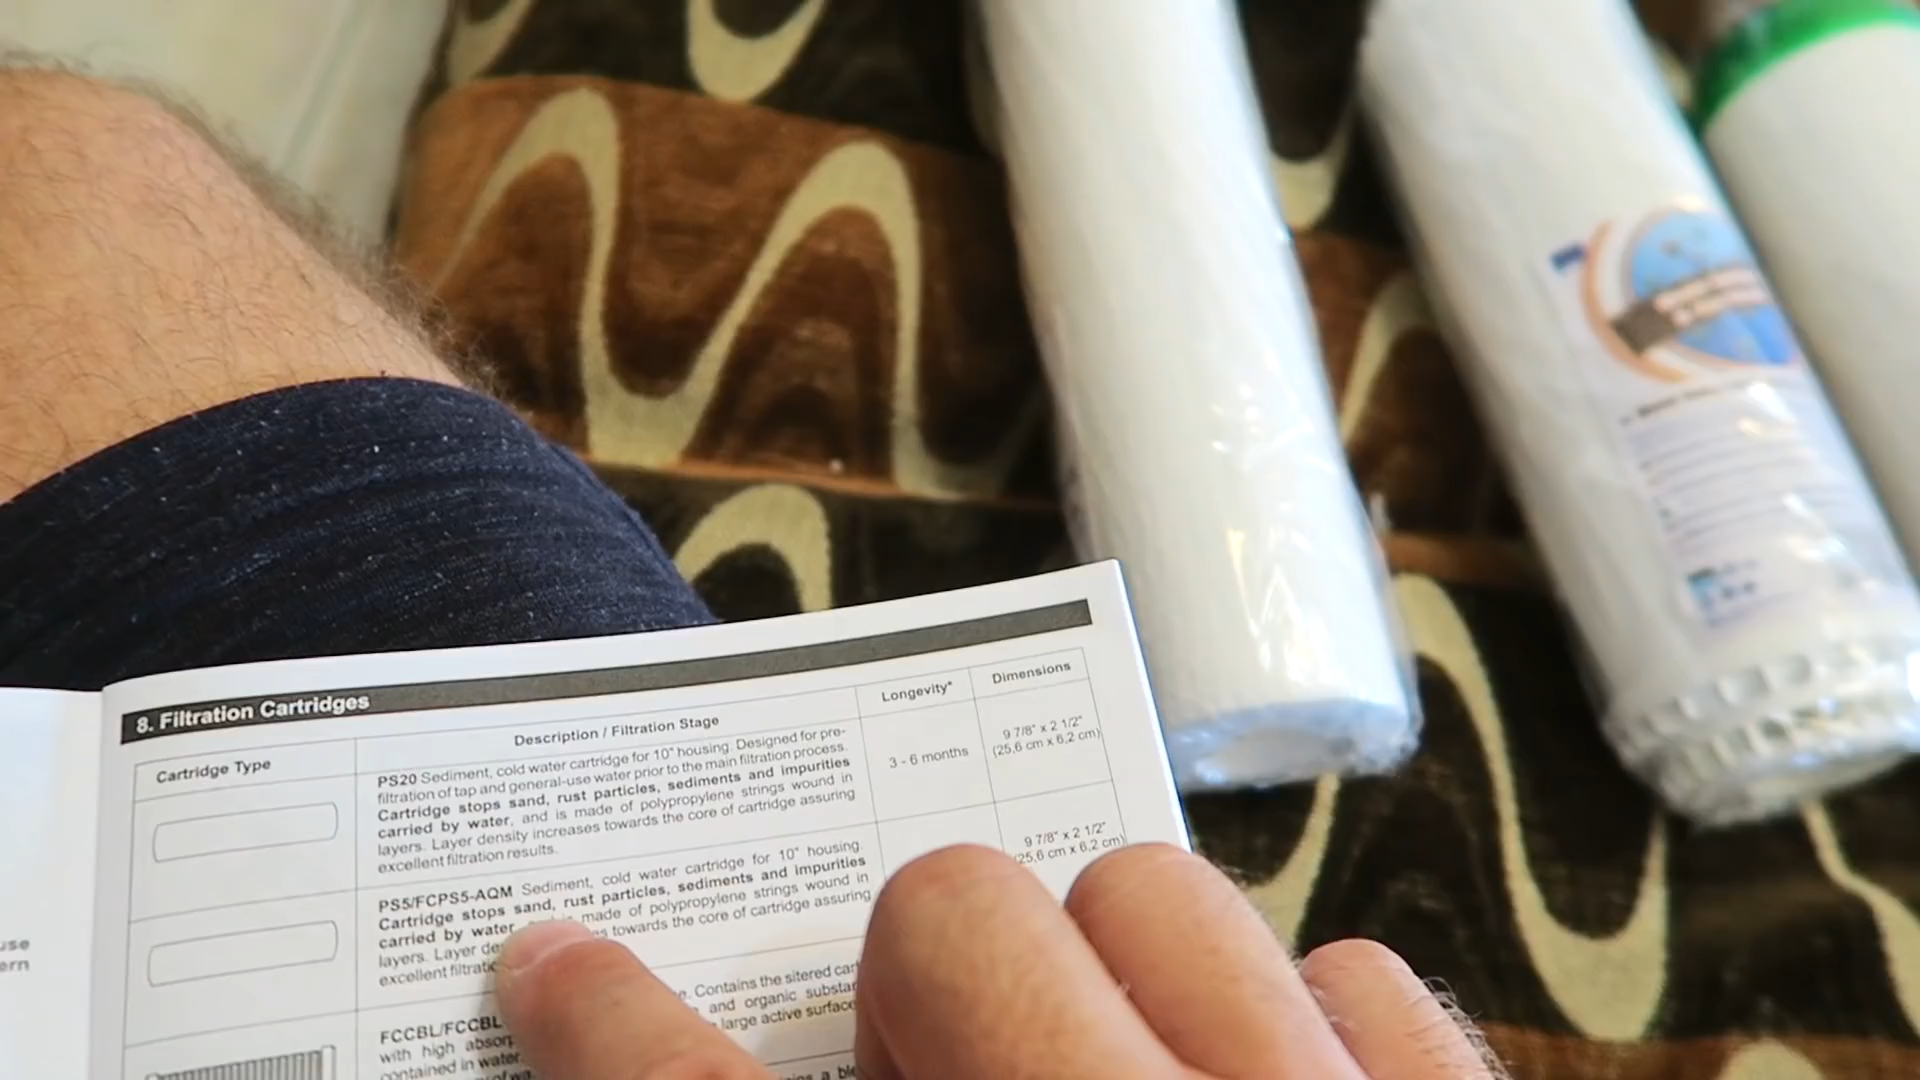 8. Filtration Cartridges
Cartridge Type
Description / Filtration Stage
Longevity*
Dimensions
PS20 Sediment, cold water cartridge for 10" housing. Designed for pre-
filtration of tap and general-use water prior to the main filtration process.
Cartridge stops sand, rust particles, sediments and impurities
carried by water, and is made of polypropylene strings wound in
layers. Layer density increases towards the core of cartridge assuring
excellent filtration results.
3 - 6 months
9 7/8" x 2 1/2"
(25,6 cm x 6,2 cm)
PS5/FCPS5-AQM Sediment, cold water cartridge for 10" housing.
Cartridge stops sand, rust particles, sediments and impurities
carried by water, made of polypropylene strings wound in
layers. Layer towards the core of cartridge assuring
excellent
9 7/8" x 2 1/2"
(25,6 cm x 6,2 cm)
FCCBL/FCCBL Contains the sitered
with high and organic
contained in water. large active surface
a